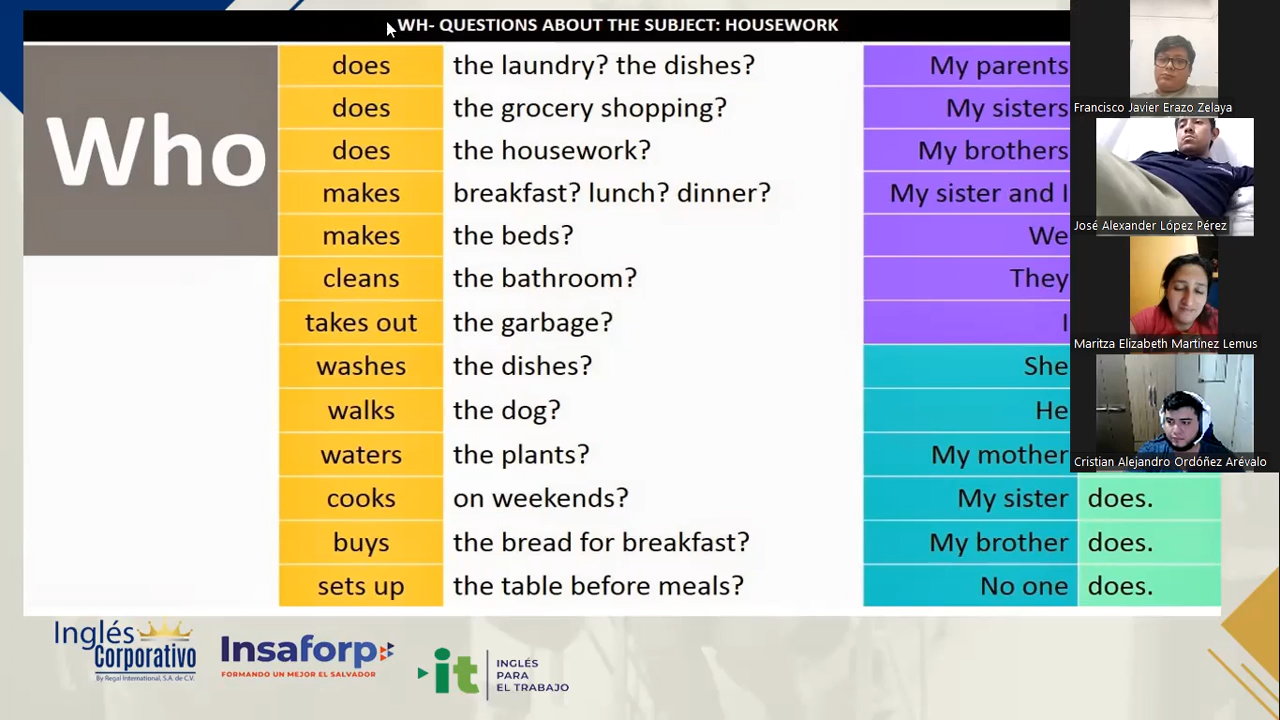 WH- QUESTIONS ABOUT THE SUBJECT: HOUSEWORK
Who
does the laundry? the dishes? My parents
does the grocery shopping? My sisters
does the housework? My brothers
makes breakfast? lunch? dinner? My sister and I
makes the beds? We
cleans the bathroom? They
takes out the garbage? I
washes the dishes? She
walks the dog? He
waters the plants? My mother
cooks on weekends? My sister does.
buys the bread for breakfast? My brother does.
sets up the table before meals? No one does.
Francisco Javier Erazo Zelaya
José Alexander López Pérez
Maritza Elizabeth Martinez Lemus
Cristian Alejandro Ordóñez Arévalo
Inglés
Corporativo
By Regal International, S.A. de C.V.
Insaforp
FORMANDO UN MEJOR EL SALVADOR
it
INGLÉS
PARA
EL TRABAJO